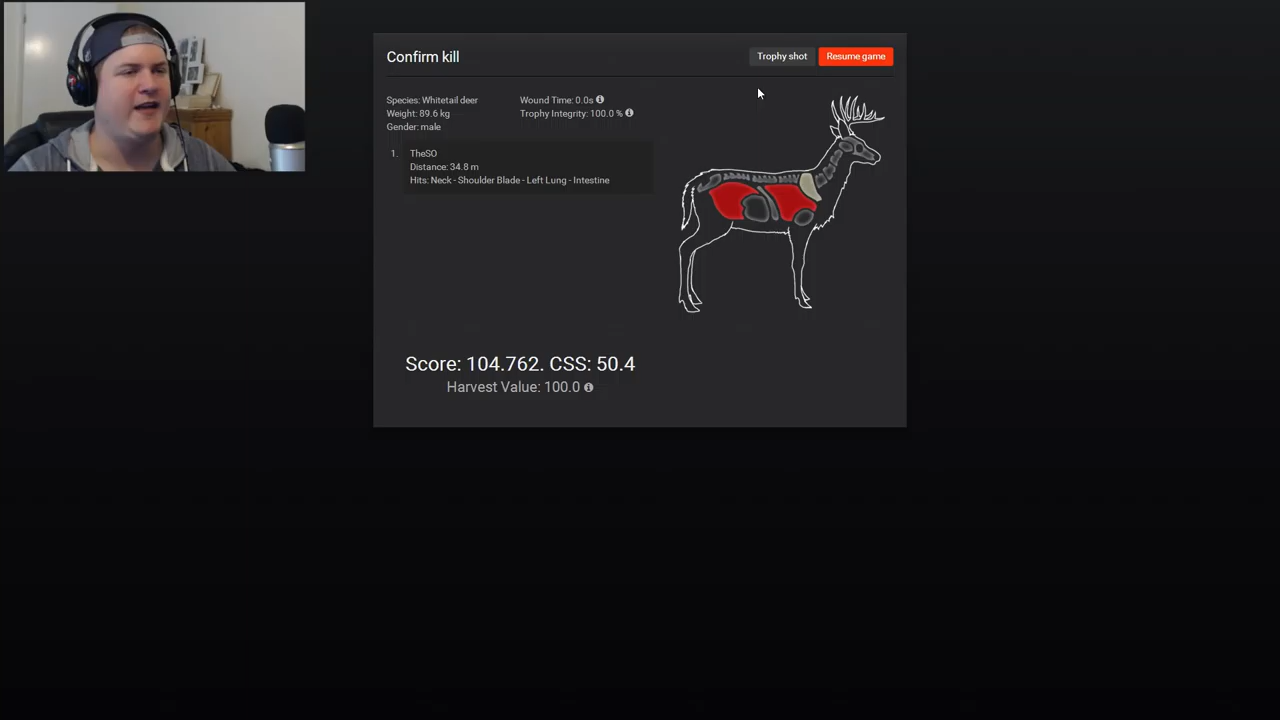 Confirm kill
Trophy shot
Resume game
Species: Whitetail deer
Weight: 89.6 kg
Gender: male
Wound Time: 0.0s
Trophy Integrity: 100.0 %
1. TheSO
Distance: 34.8 m
Hits: Neck - Shoulder Blade - Left Lung - Intestine
Score: 104.762. CSS: 50.4
Harvest Value: 100.0